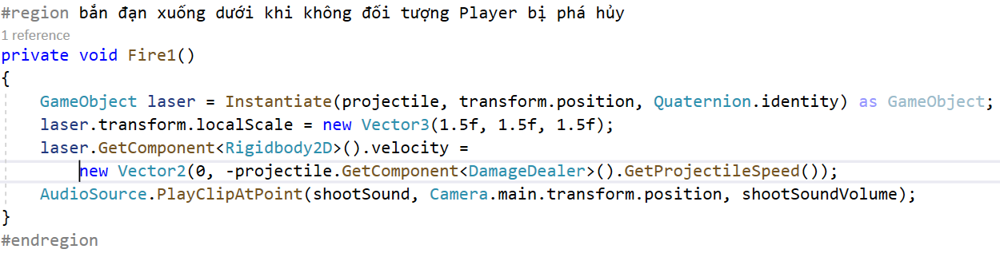 #region bắn đạn xuống dưới khi không đối tượng Player bị phá hủy
1 reference
private void Fire1()
{
GameObject laser = Instantiate(projectile, transform.position, Quaternion.identity) as GameObject;
laser.transform.localScale = new Vector3(1.5f, 1.5f, 1.5f);
laser.GetComponent<Rigidbody2D>().velocity =
new Vector2(0, -projectile.GetComponent<DamageDealer>().GetProjectileSpeed());
AudioSource.PlayClipAtPoint(shootSound, Camera.main.transform.position, shootSoundVolume);
}
#endregion